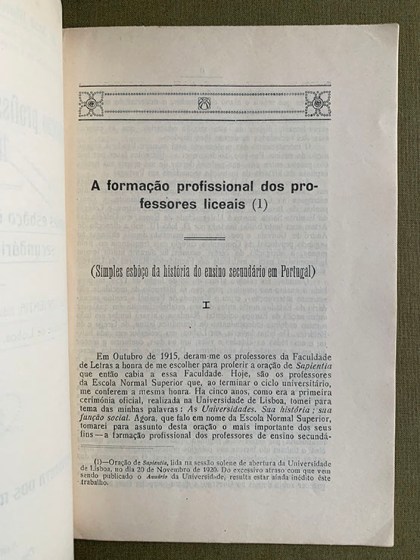 A formação profissional dos pro-
fessores liceais (1)
(Simples esbôço da história do ensino secundário em Portugal)
I
Em Outubro de 1915, deram-me os professores da Faculdade
de Letras a honra de me escolher para proferir a oração de Sapientia
que então cabia a essa Faculdade. Hoje, são os professores
da Escola Normal Superior que, ao terminar o ciclo universitário,
me conferem a mesma honra. Ha cinco anos, como era a primeira
cerimónia oficial, realizada na Universidade de Lisboa, tomei para
tema das minhas palavras: As Universidades. Sua história; sua
função social. Agora, que falo em nome da Escola Normal Superior,
tomarei para assunto desta oração o mais importante dos seus
fins—a formação profissional dos professores de ensino secundá-
(1)—Oração de Sapientia, lida na sessão solene de abertura da Universidade
de Lisboa, no dia 20 de Novembro de 1920. Do excessivo atraso com que vem
sendo publicado o Anuário da Universidade, resulta estar ainda inédito este
trabalho.